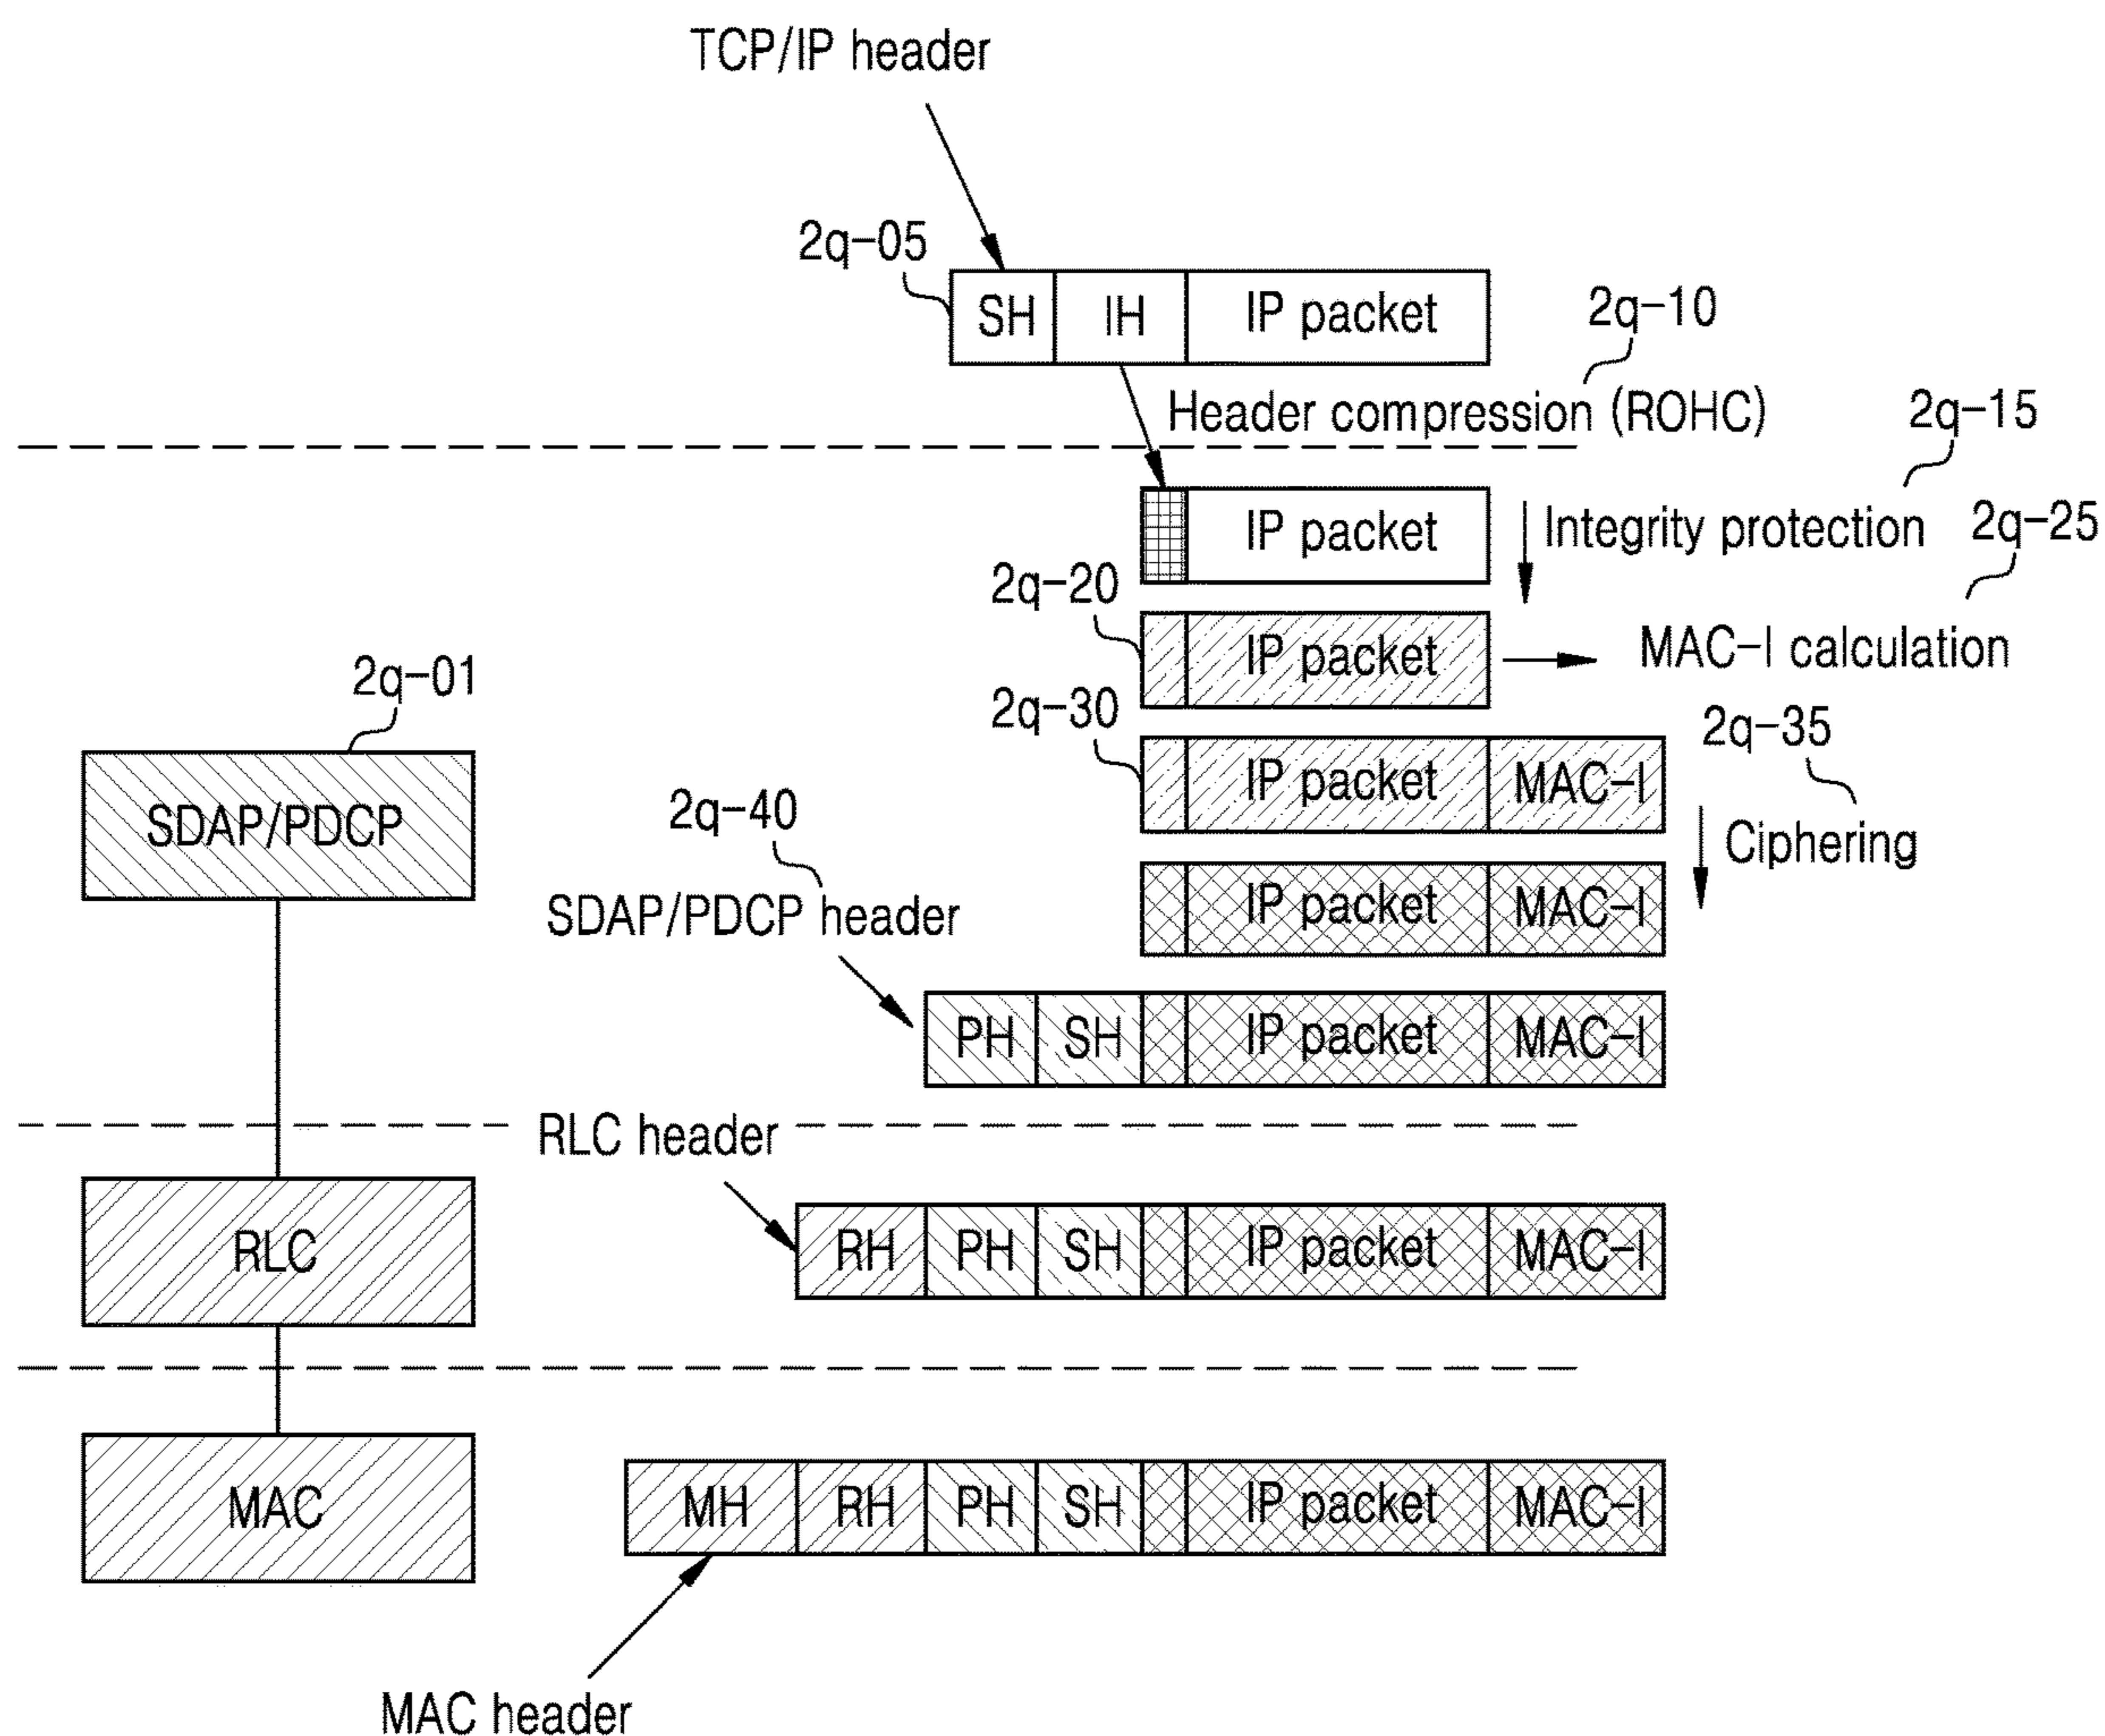 TCP/IP header
2q-05
SH IH IP packet
2q-10
Header compression (ROHC)
2q-15
IP packet
Integrity protection
2q-25
2q-20
IP packet
MAC-I calculation
2q-01
2q-30
2q-35
IP packet MAC-I
SDAP/PDCP
2q-40
Ciphering
SDAP/PDCP header
IP packet MAC-I
PH SH IP packet MAC-I
RLC header
RLC
RH PH SH IP packet MAC-I
MAC
MH RH PH SH IP packet MAC-I
MAC header